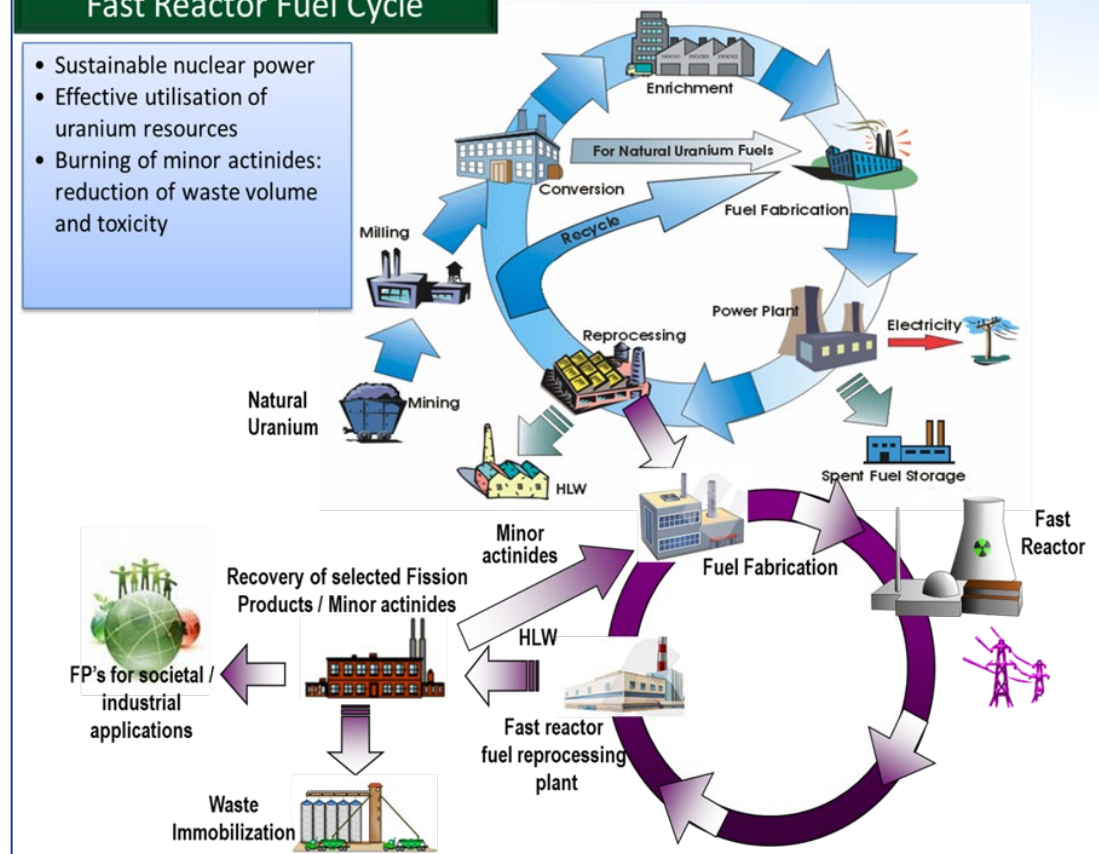 Fast Reactor Fuel Cycle
• Sustainable nuclear power
• Effective utilisation of
uranium resources
• Burning of minor actinides:
reduction of waste volume
and toxicity
Enrichment
For Natural Uranium Fuels
Conversion
Fuel Fabrication
Recycle
Milling
Power Plant
Electricity
Reprocessing
Natural
Uranium
Mining
HLW
Spent Fuel Storage
Minor
actinides
Fuel Fabrication
Fast
Reactor
Recovery of selected Fission
Products / Minor actinides
HLW
FP's for societal /
industrial
applications
Fast reactor
fuel reprocessing
plant
Waste
Immobilization